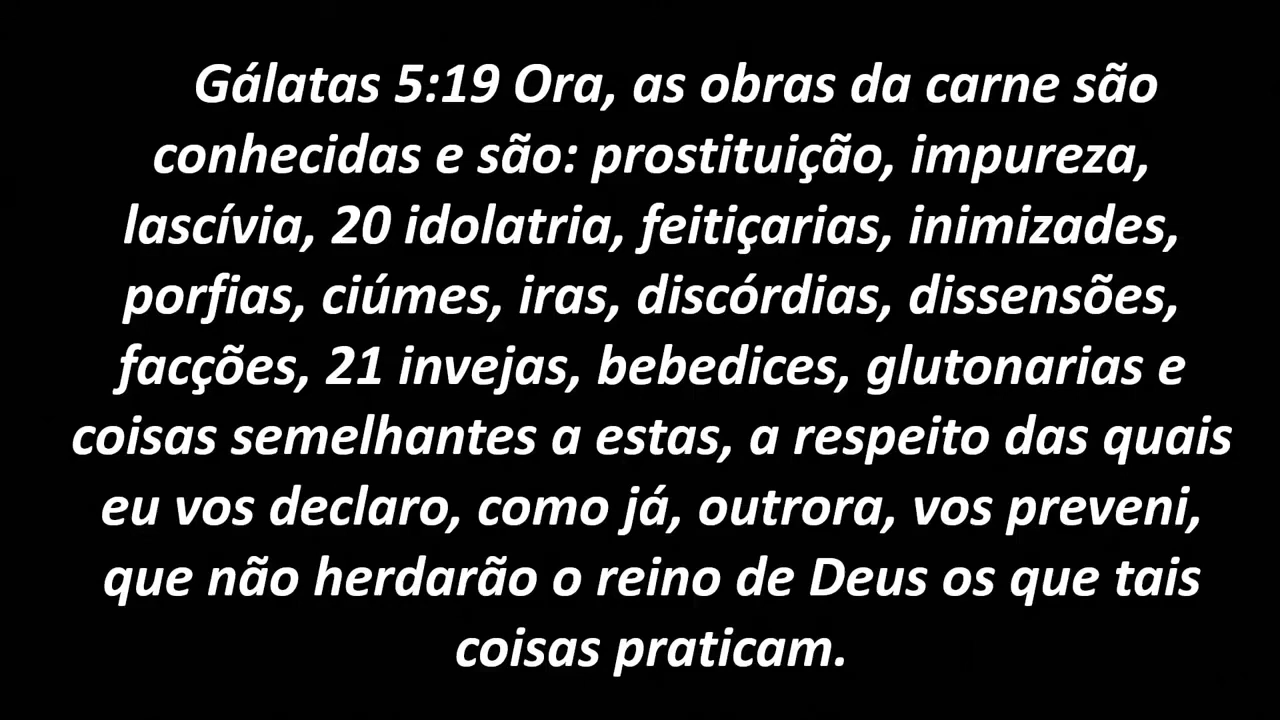 Gálatas 5:19 Ora, as obras da carne são
conhecidas e são: prostituição, impureza,
lascívia, 20 idolatria, feitiçarias, inimizades,
porfias, ciúmes, iras, discórdias, dissensões,
facções, 21 invejas, bebedices, glutonarias e
coisas semelhantes a estas, a respeito das quais
eu vos declaro, como já, outrora, vos preveni,
que não herdarão o reino de Deus os que tais
coisas praticam.